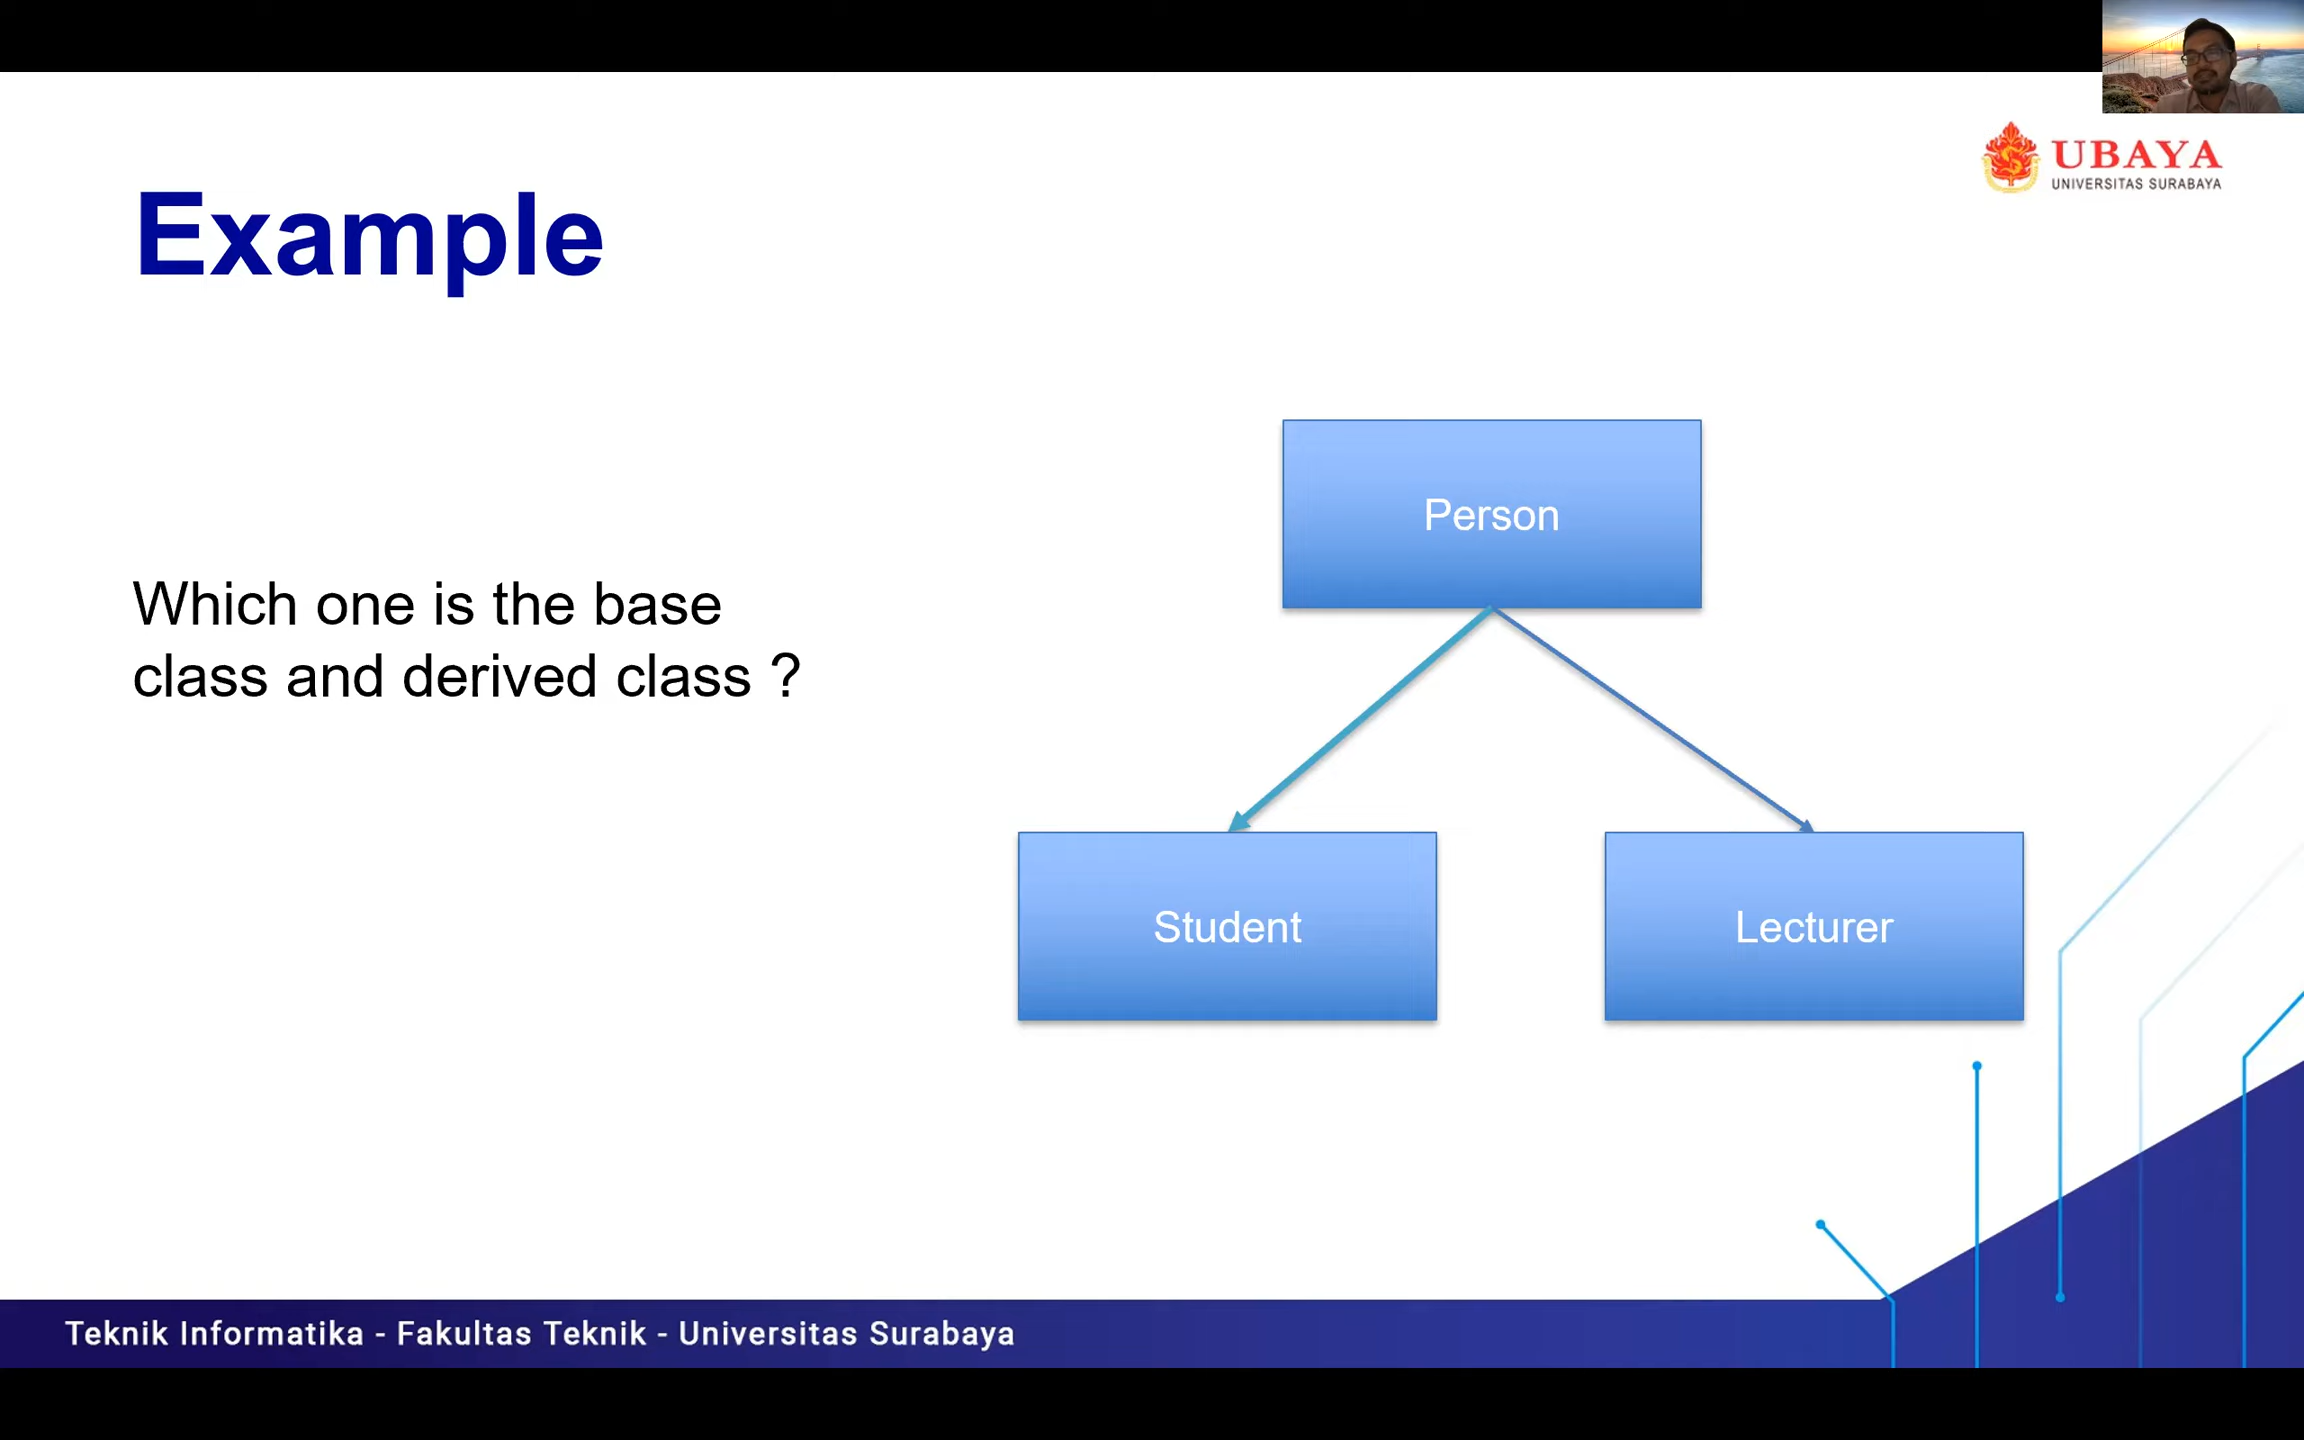 UBAYA
UNIVERSITAS SURABAYA
Example
Which one is the base
class and derived class ?
Person
Student
Lecturer
Teknik Informatika - Fakultas Teknik - Universitas Surabaya